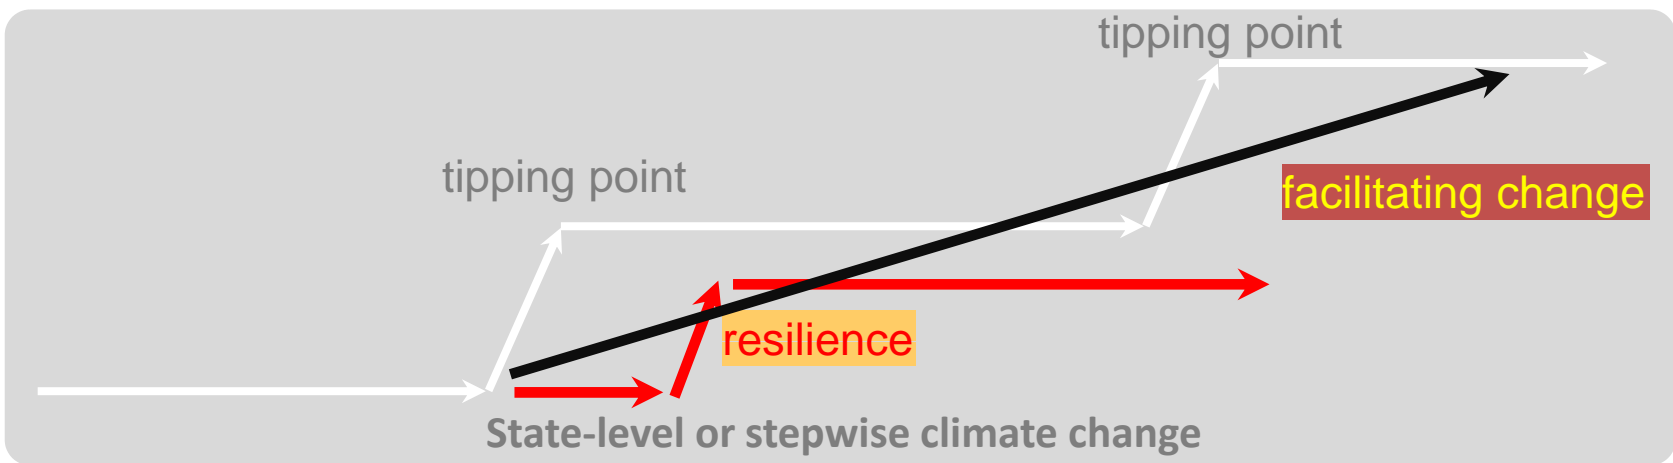 tipping point
tipping point
facilitating change
resilience
State-level or stepwise climate change